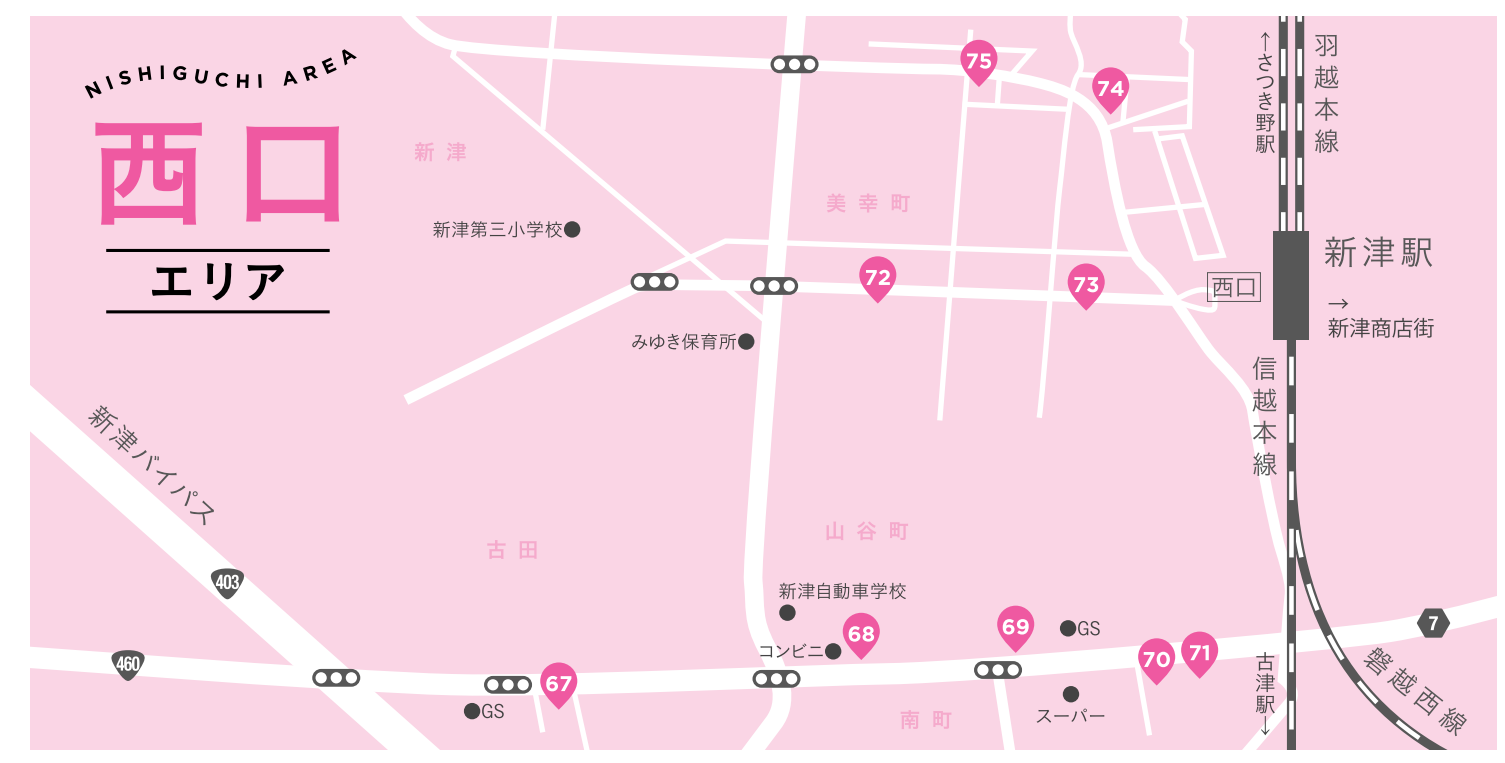 NISHIGUCHI AREA
西口
エリア
75
74
↑さつき野駅
羽越本線
新津
美幸町
新津第三小学校
72
73
西口
新津駅
→
新津商店街
みゆき保育所
信越本線
新津バイパス
古田
山谷町
403
新津自動車学校
コンビニ
68
69
GS
7
460
67
70
71
GS
南町
スーパー
古津駅↓
磐越西線